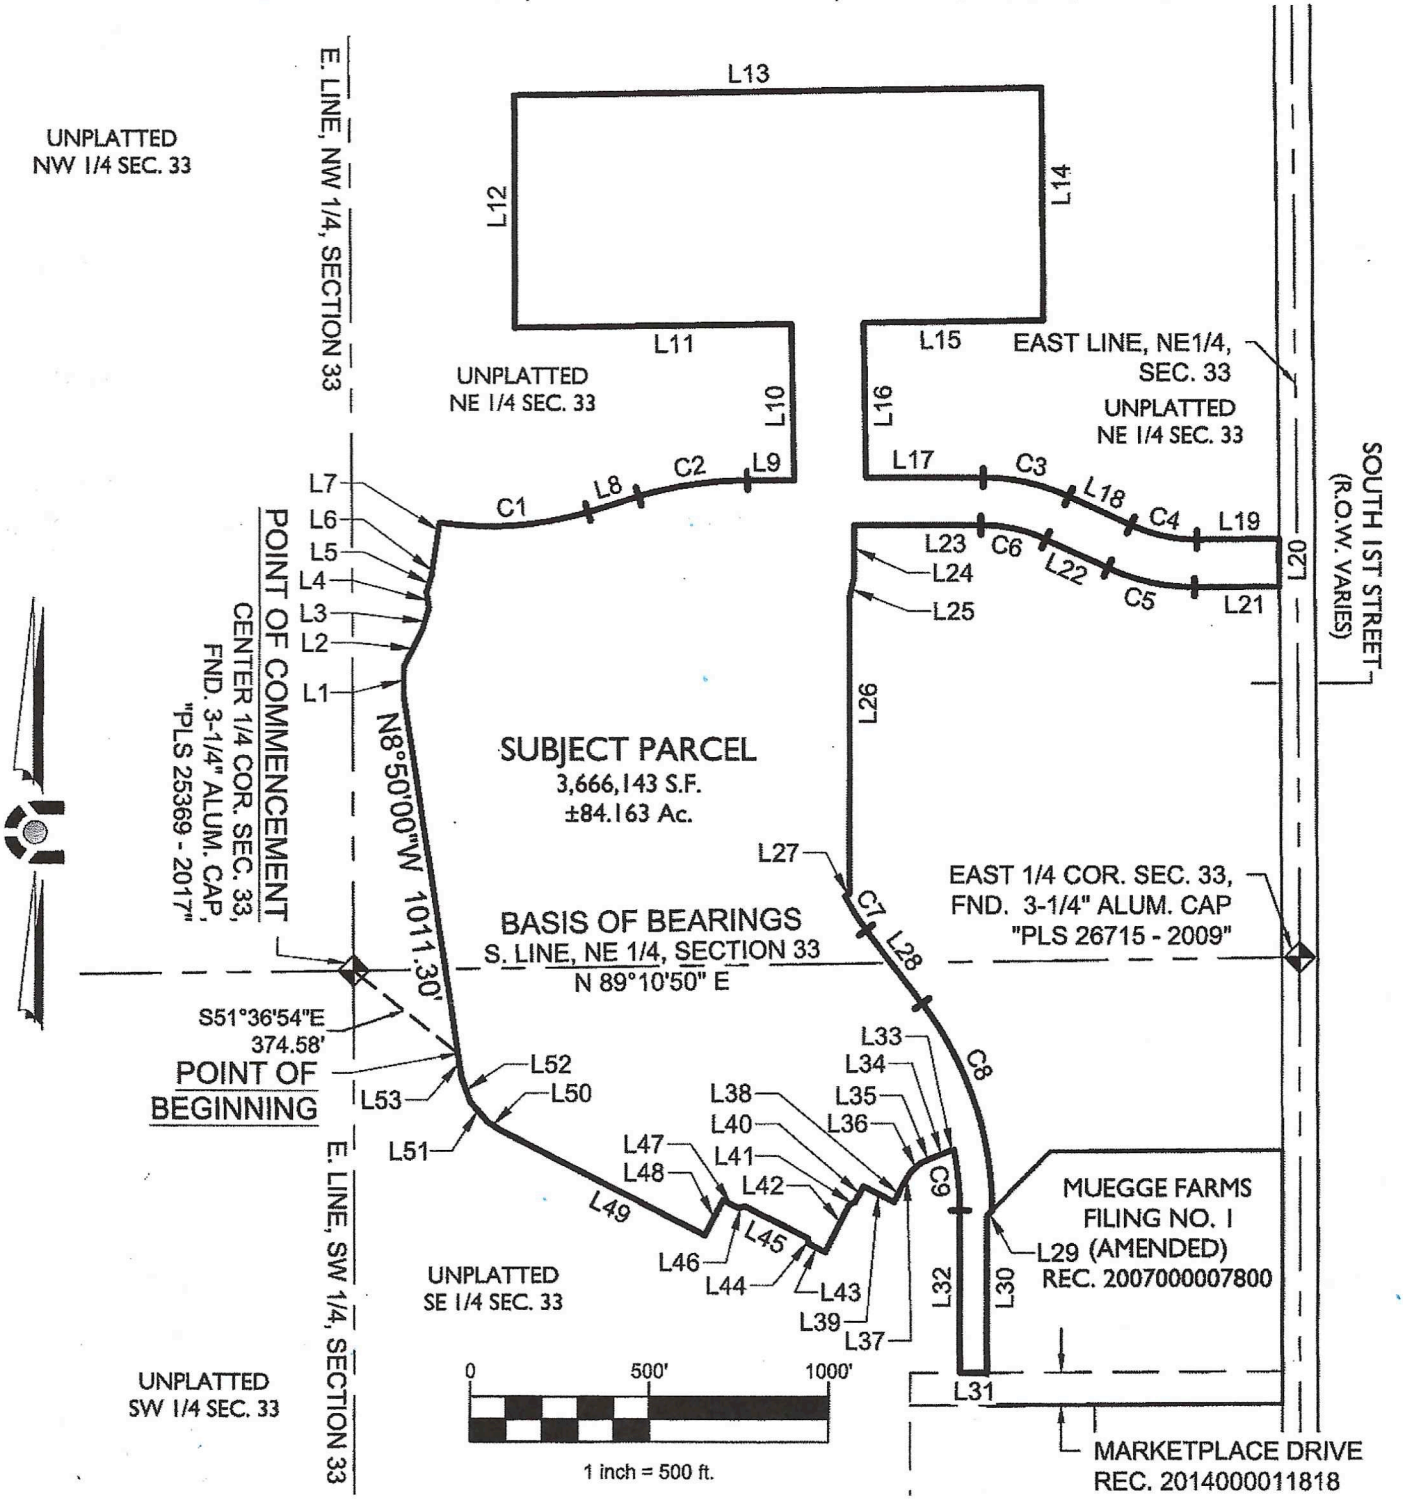 L13
E. LINE, NW 1/4, SECTION 33
UNPLATTED
NW 1/4 SEC. 33
L12
L14
L11
L15
EAST LINE, NE1/4,
SEC. 33
UNPLATTED
NE 1/4 SEC. 33
L10
L16
UNPLATTED
NE 1/4 SEC. 33
SOUTH 1ST STREET
(R.O.W. VARIES)
L7
C1
L8
C2
L9
L17
C3
L18
C4
L19
L20
L6
L5
L4
L3
L2
L1
L23
C6
L22
C5
L21
L24
L25
L26
POINT OF COMMENCEMENT
CENTER 1/4 COR. SEC. 33,
FND. 3-1/4" ALUM. CAP,
"PLS 25369 - 2017"
N8°50'00"W 1011.30'
SUBJECT PARCEL
3,666,143 S.F.
±84.163 Ac.
L27
C7
L28
EAST 1/4 COR. SEC. 33,
FND. 3-1/4" ALUM. CAP
"PLS 26715 - 2009"
BASIS OF BEARINGS
S. LINE, NE 1/4, SECTION 33
N 89°10'50" E
S51°36'54"E
374.58'
POINT OF
BEGINNING
L52
L50
L53
L51
C8
L33
L34
L35
L36
L38
L40
L41
L42
L47
L48
L49
L46
L45
L44
L43
L39
L37
C9
L32
L30
L29
L31
MUEGGE FARMS
FILING NO. 1
(AMENDED)
REC. 2007000007800
UNPLATTED
SE 1/4 SEC. 33
E. LINE, SW 1/4, SECTION 33
UNPLATTED
SW 1/4 SEC. 33
0 500' 1000'
1 inch = 500 ft.
MARKETPLACE DRIVE
REC. 2014000011818